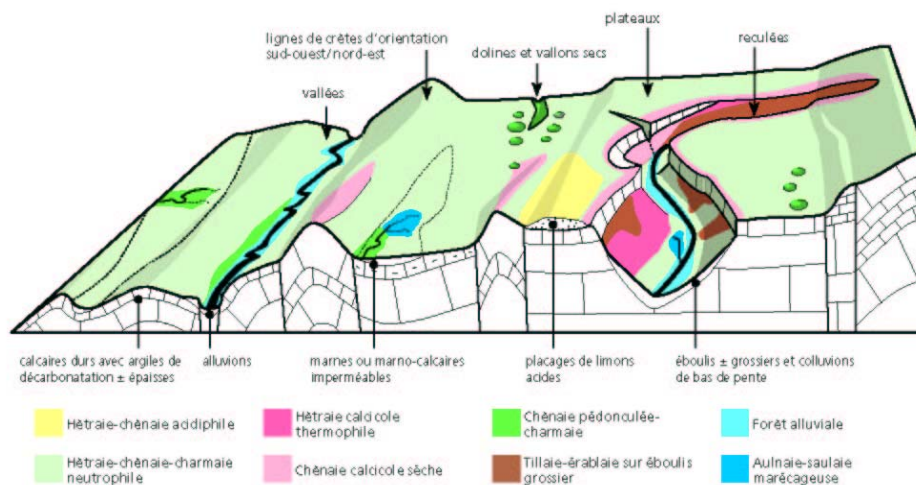 plateaux
lignes de crêtes d'orientation
sud-ouest/nord-est
dolines et vallons secs
reculées
vallées
calcaires durs avec argiles de
décarbonatation ± épaisses
alluvions
marnes ou marno-calcaires
imperméables
placages de limons
acides
éboulis ± grossiers et colluvions
de bas de pente
Hêtraie-chênaie acidiphile
Hêtraie calcicole
thermophile
Chênaie pédonculée-
charmaie
Forêt alluviale
Hêtraie-chênaie-charmaie
neutrophile
Chênaie calcicole sèche
Tillaie-érablaie sur éboulis
grossier
Aulnaie-saulaie
marécageuse